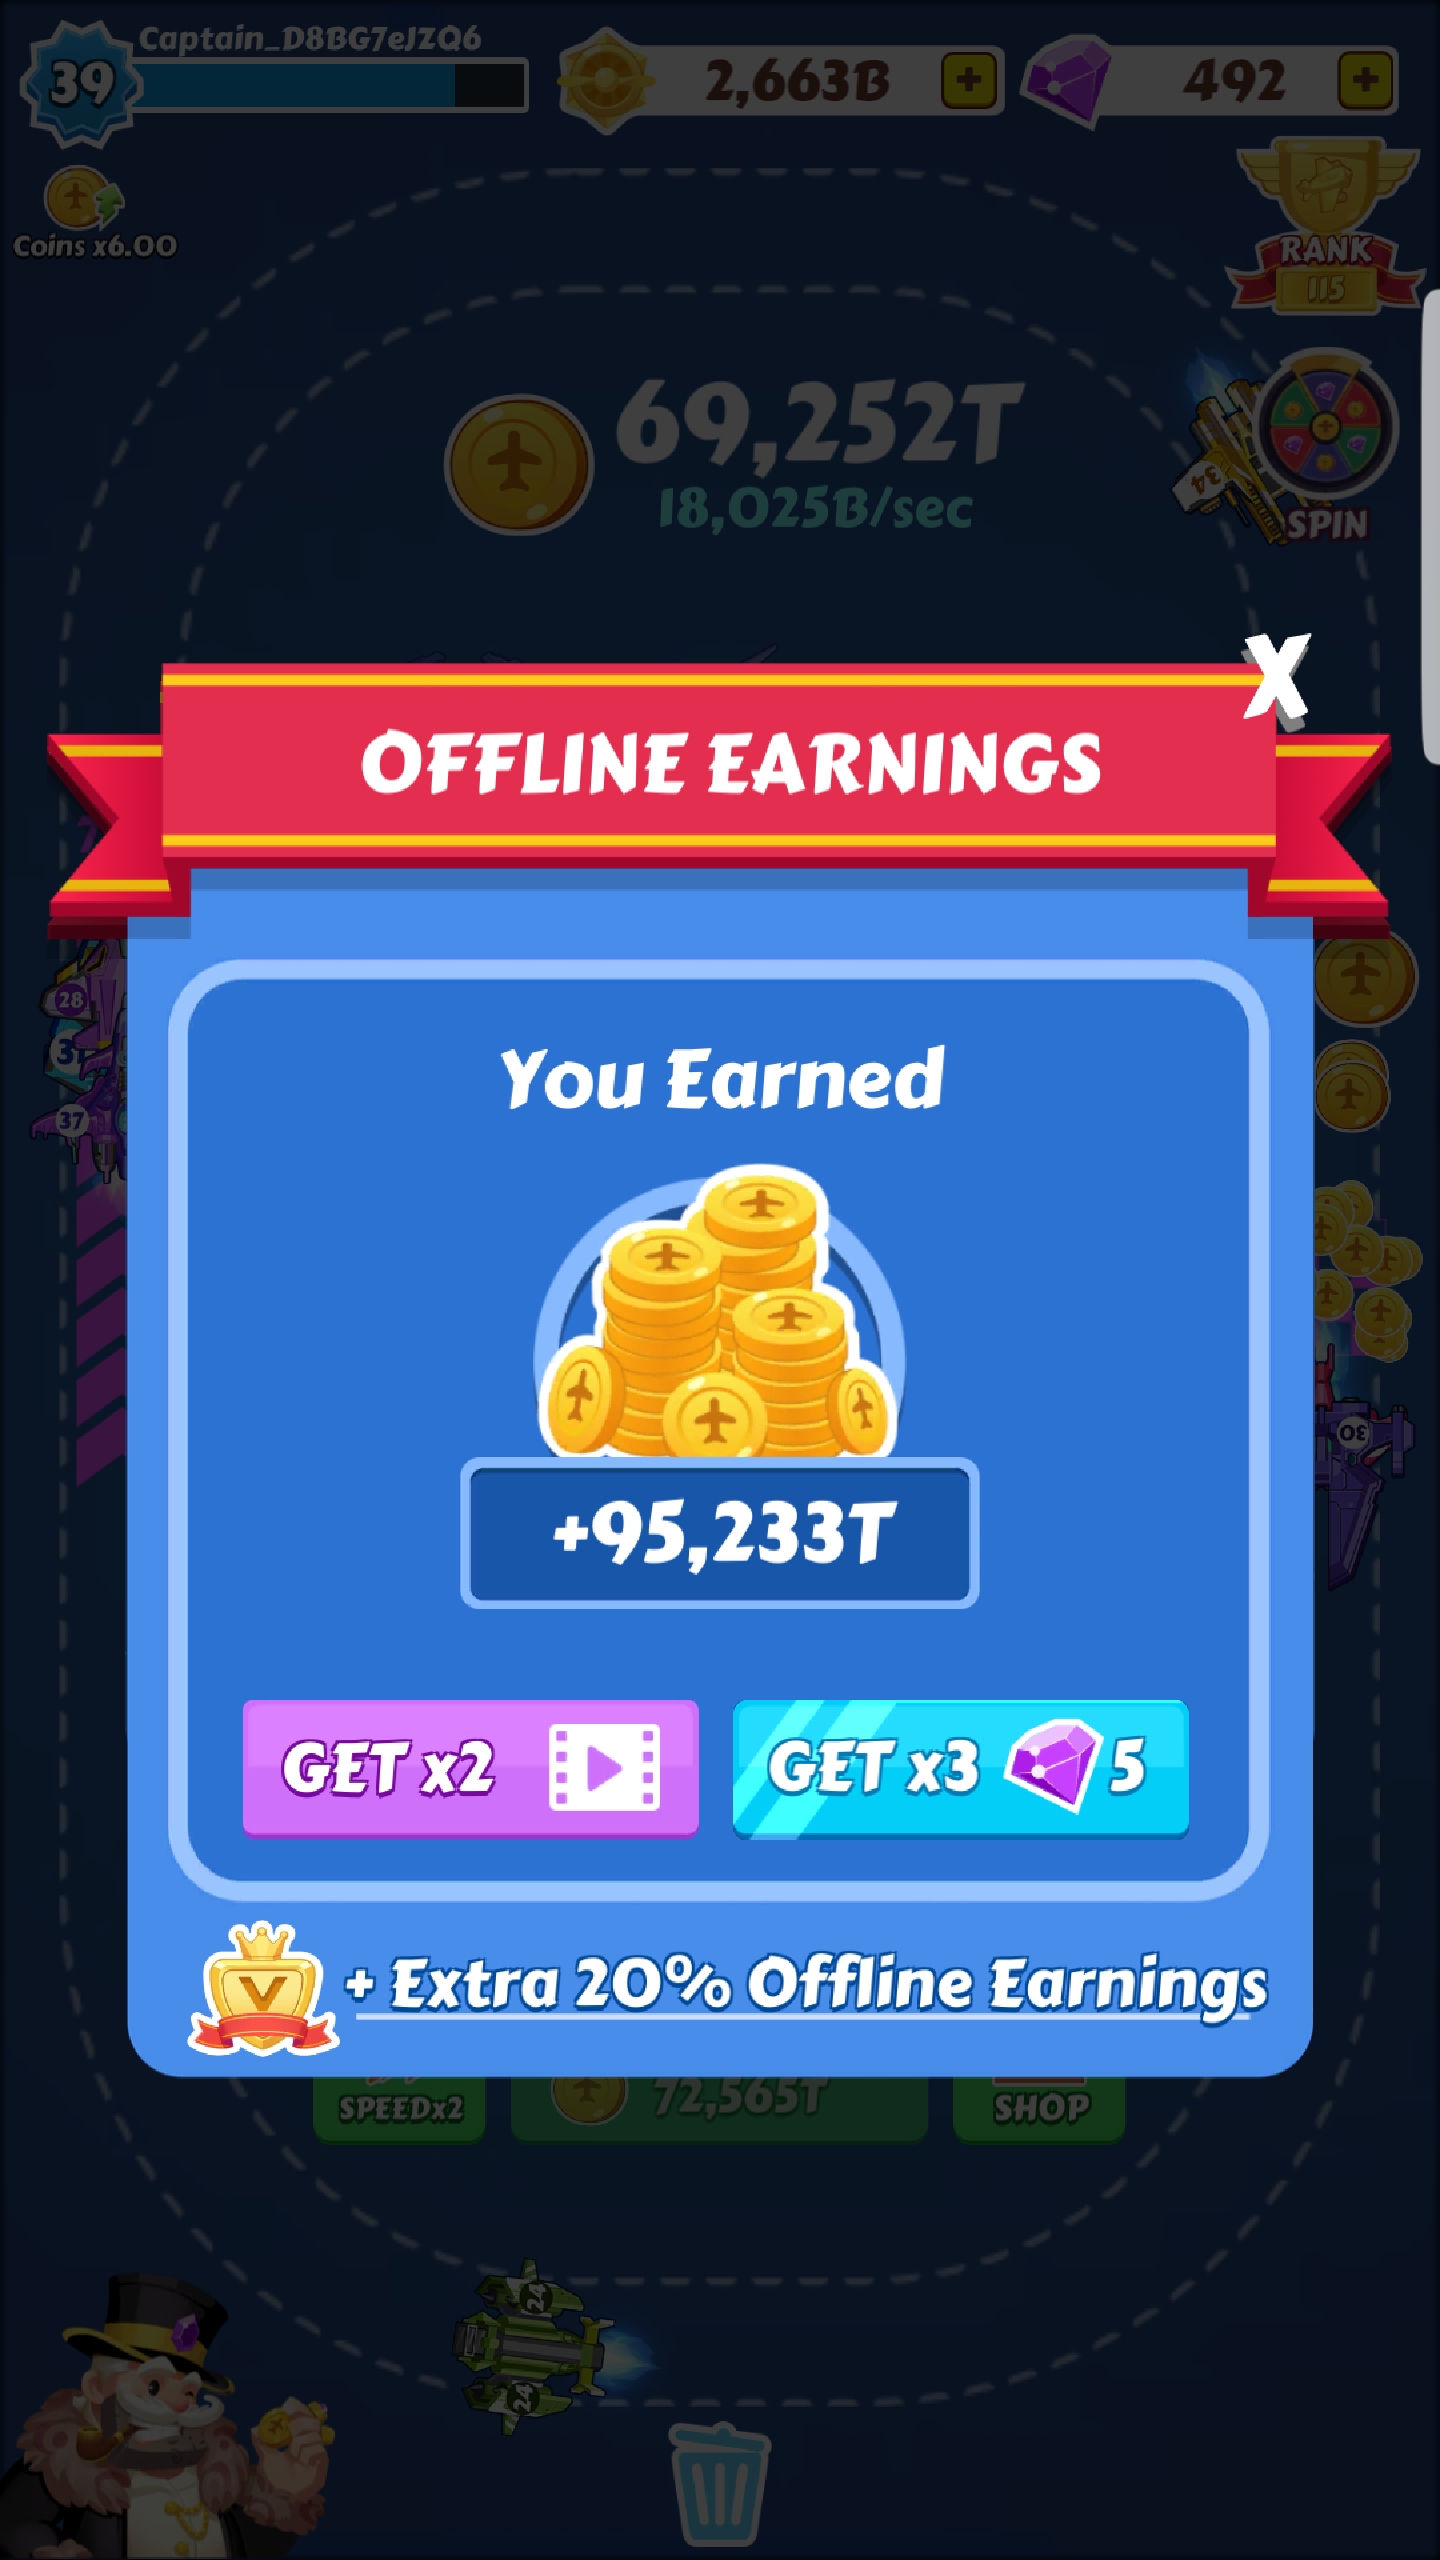 Captain_D8BG7eJZQ6
39
2,663B
492
Coins x6.00
RANK
115
69,252T
18,025B/sec
34
SPIN
X
OFFLINE EARNINGS
28
31
37
You Earned
30
+95,233T
GET x2
GET x3 5
V + Extra 20% Offline Earnings
SPEEDx2
72,565T
SHOP
24
24